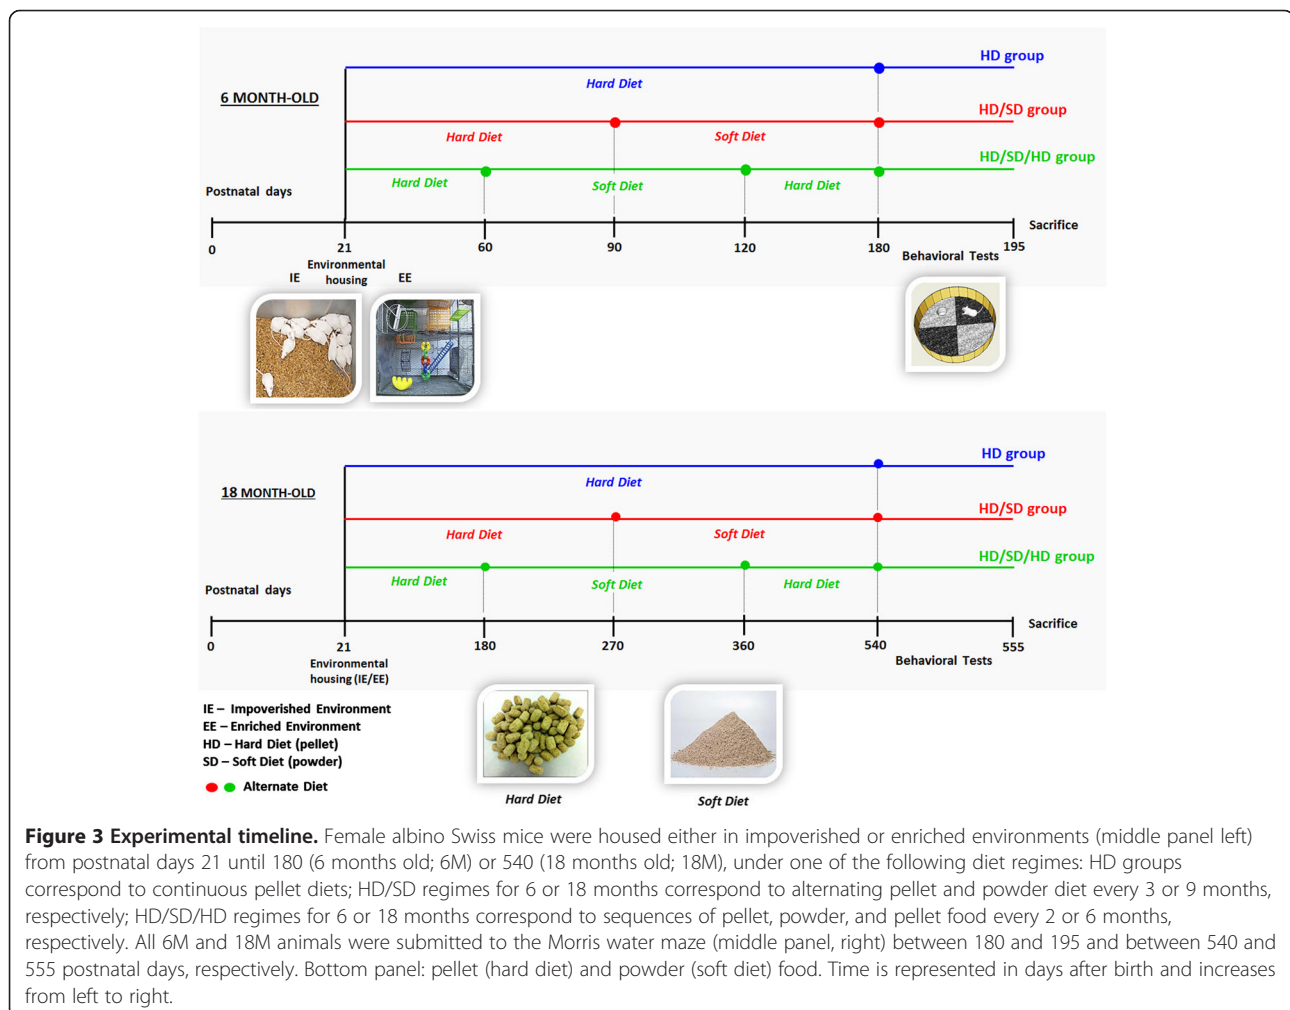 HD group
Hard Diet
6 MONTH-OLD
HD/SD group
Hard Diet
Soft Diet
HD/SD/HD group
Hard Diet
Soft Diet
Hard Diet
Postnatal days
Sacrifice
0
21
60
90
120
180
195
Environmental
housing
IE
EE
Behavioral Tests
HD group
Hard Diet
18 MONTH-OLD
HD/SD group
Hard Diet
Soft Diet
HD/SD/HD group
Hard Diet
Soft Diet
Hard Diet
Postnatal days
Sacrifice
0
21
180
270
360
540
555
Environmental
housing (IE/EE)
Behavioral Tests
IE – Impoverished Environment
EE – Enriched Environment
HD – Hard Diet (pellet)
SD – Soft Diet (powder)
Alternate Diet
Hard Diet
Soft Diet
Figure 3 Experimental timeline. Female albino Swiss mice were housed either in impoverished or enriched environments (middle panel left)
from postnatal days 21 until 180 (6 months old; 6M) or 540 (18 months old; 18M), under one of the following diet regimes: HD groups
correspond to continuous pellet diets; HD/SD regimes for 6 or 18 months correspond to alternating pellet and powder diet every 3 or 9 months,
respectively; HD/SD/HD regimes for 6 or 18 months correspond to sequences of pellet, powder, and pellet food every 2 or 6 months,
respectively. All 6M and 18M animals were submitted to the Morris water maze (middle panel, right) between 180 and 195 and between 540 and
555 postnatal days, respectively. Bottom panel: pellet (hard diet) and powder (soft diet) food. Time is represented in days after birth and increases
from left to right.